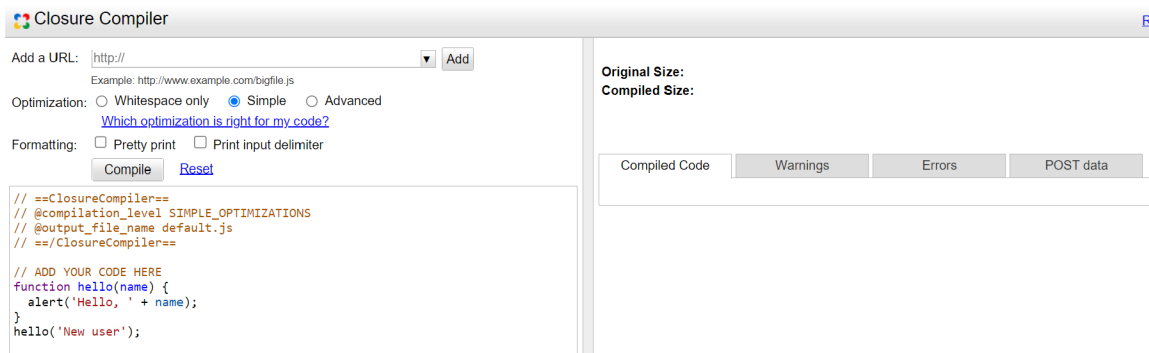 Closure Compiler
R
Add a URL: http:// ▼ Add
Example: http://www.example.com/bigfile.js
Optimization: Whitespace only Simple Advanced
Which optimization is right for my code?
Formatting: Pretty print Print input delimiter
Compile Reset
// ==ClosureCompiler==
// @compilation_level SIMPLE_OPTIMIZATIONS
// @output_file_name default.js
// ==/ClosureCompiler==
// ADD YOUR CODE HERE
function hello(name) {
  alert('Hello, ' + name);
}
hello('New user');
Original Size:
Compiled Size:
Compiled Code Warnings Errors POST data